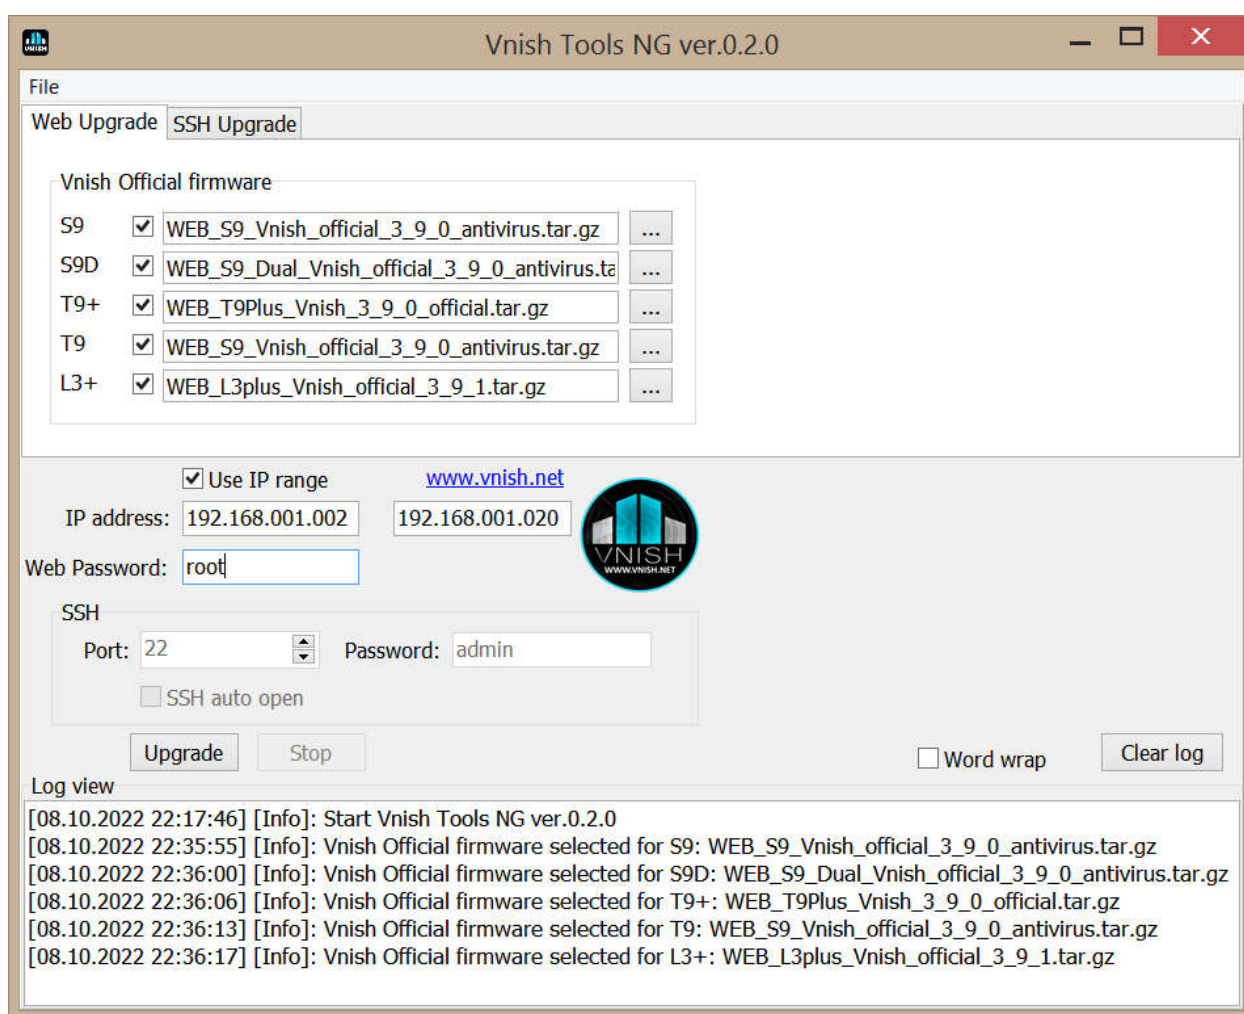 VNISH
Vnish Tools NG ver.0.2.0
File
Web Upgrade SSH Upgrade
Vnish Official firmware
S9 WEB_S9_Vnish_official_3_9_0_antivirus.tar.gz ...
S9D WEB_S9_Dual_Vnish_official_3_9_0_antivirus.ta ...
T9+ WEB_T9Plus_Vnish_3_9_0_official.tar.gz ...
T9 WEB_S9_Vnish_official_3_9_0_antivirus.tar.gz ...
L3+ WEB_L3plus_Vnish_official_3_9_1.tar.gz ...
Use IP range www.vnish.net
IP address: 192.168.001.002 192.168.001.020
VNISH
WWW.VNISH.NET
Web Password: root
SSH
Port: 22 Password: admin
SSH auto open
Upgrade Stop Word wrap Clear log
Log view
[08.10.2022 22:17:46] [Info]: Start Vnish Tools NG ver.0.2.0
[08.10.2022 22:35:55] [Info]: Vnish Official firmware selected for S9: WEB_S9_Vnish_official_3_9_0_antivirus.tar.gz
[08.10.2022 22:36:00] [Info]: Vnish Official firmware selected for S9D: WEB_S9_Dual_Vnish_official_3_9_0_antivirus.tar.gz
[08.10.2022 22:36:06] [Info]: Vnish Official firmware selected for T9+: WEB_T9Plus_Vnish_3_9_0_official.tar.gz
[08.10.2022 22:36:13] [Info]: Vnish Official firmware selected for T9: WEB_S9_Vnish_official_3_9_0_antivirus.tar.gz
[08.10.2022 22:36:17] [Info]: Vnish Official firmware selected for L3+: WEB_L3plus_Vnish_official_3_9_1.tar.gz